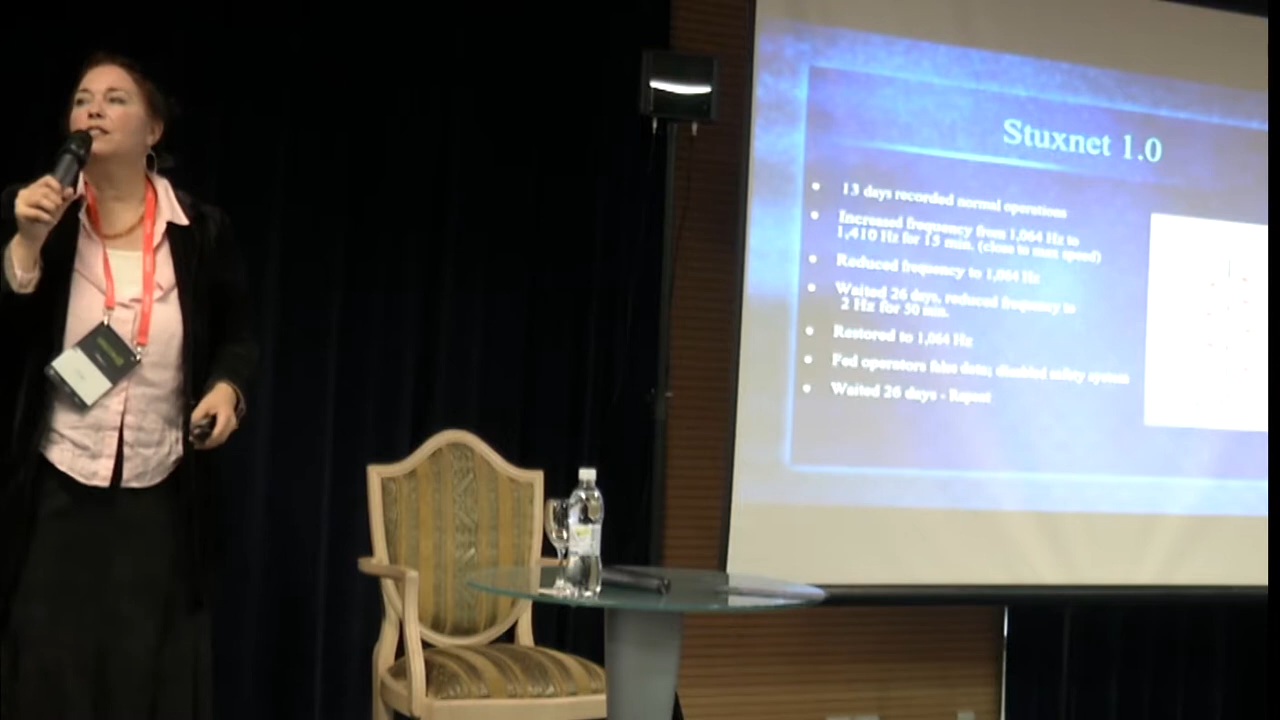 Stuxnet 1.0
13 days recorded normal operations
Increased frequency from 1,064 Hz to
1,410 Hz for 15 min. (close to max speed)
Reduced frequency to 1,064 Hz
Waited 26 days, reduced frequency to
2 Hz for 50 min.
Restored to 1,064 Hz
Fed operators false data; disabled safety system
Waited 26 days - Repeat